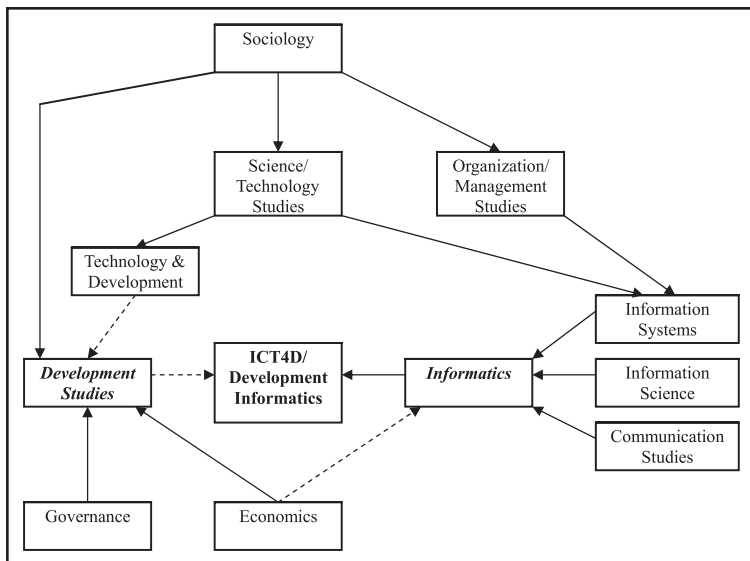 Sociology
Science/
Technology
Studies
Organization/
Management
Studies
Technology &
Development
Information
Systems
Development
Studies
ICT4D/
Development
Informatics
Informatics
Information
Science
Communication
Studies
Governance
Economics